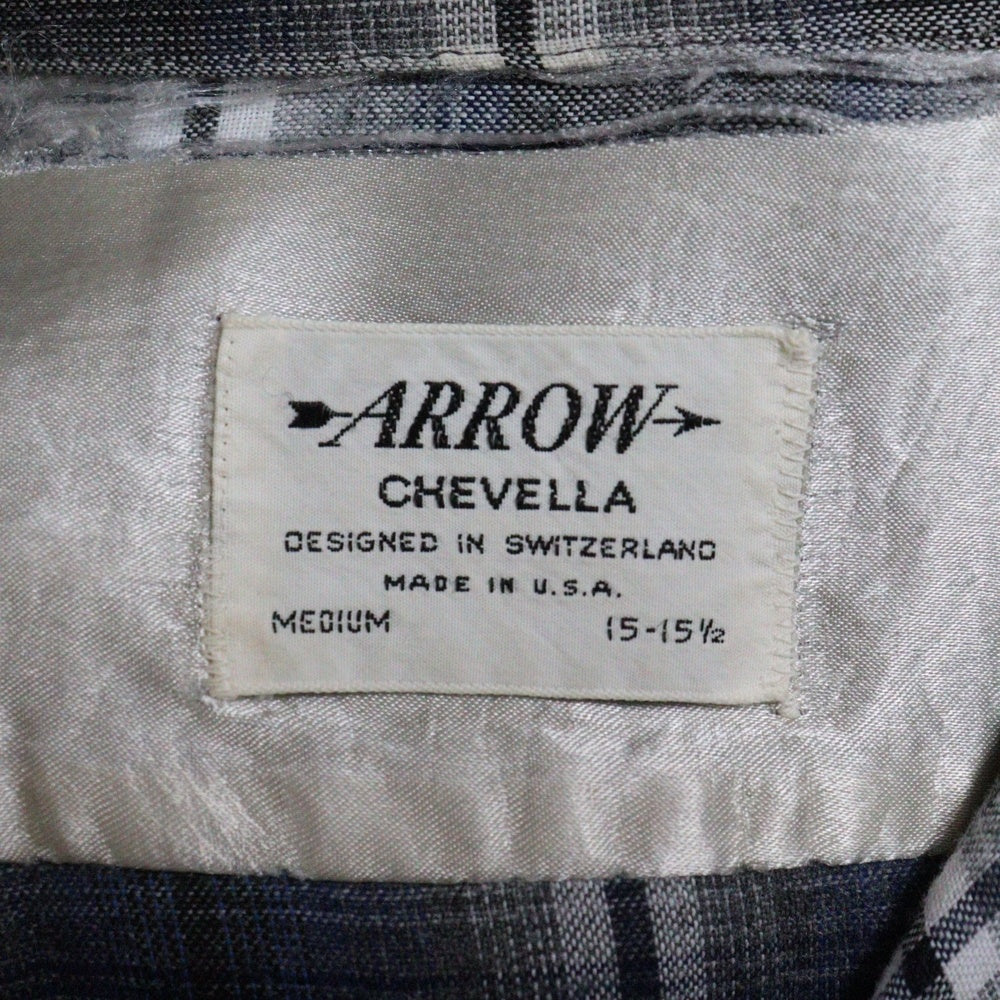 ARROW
CHEVELLA
DESIGNED IN SWITZERLAND
MADE IN U.S.A.
MEDIUM 15-15½